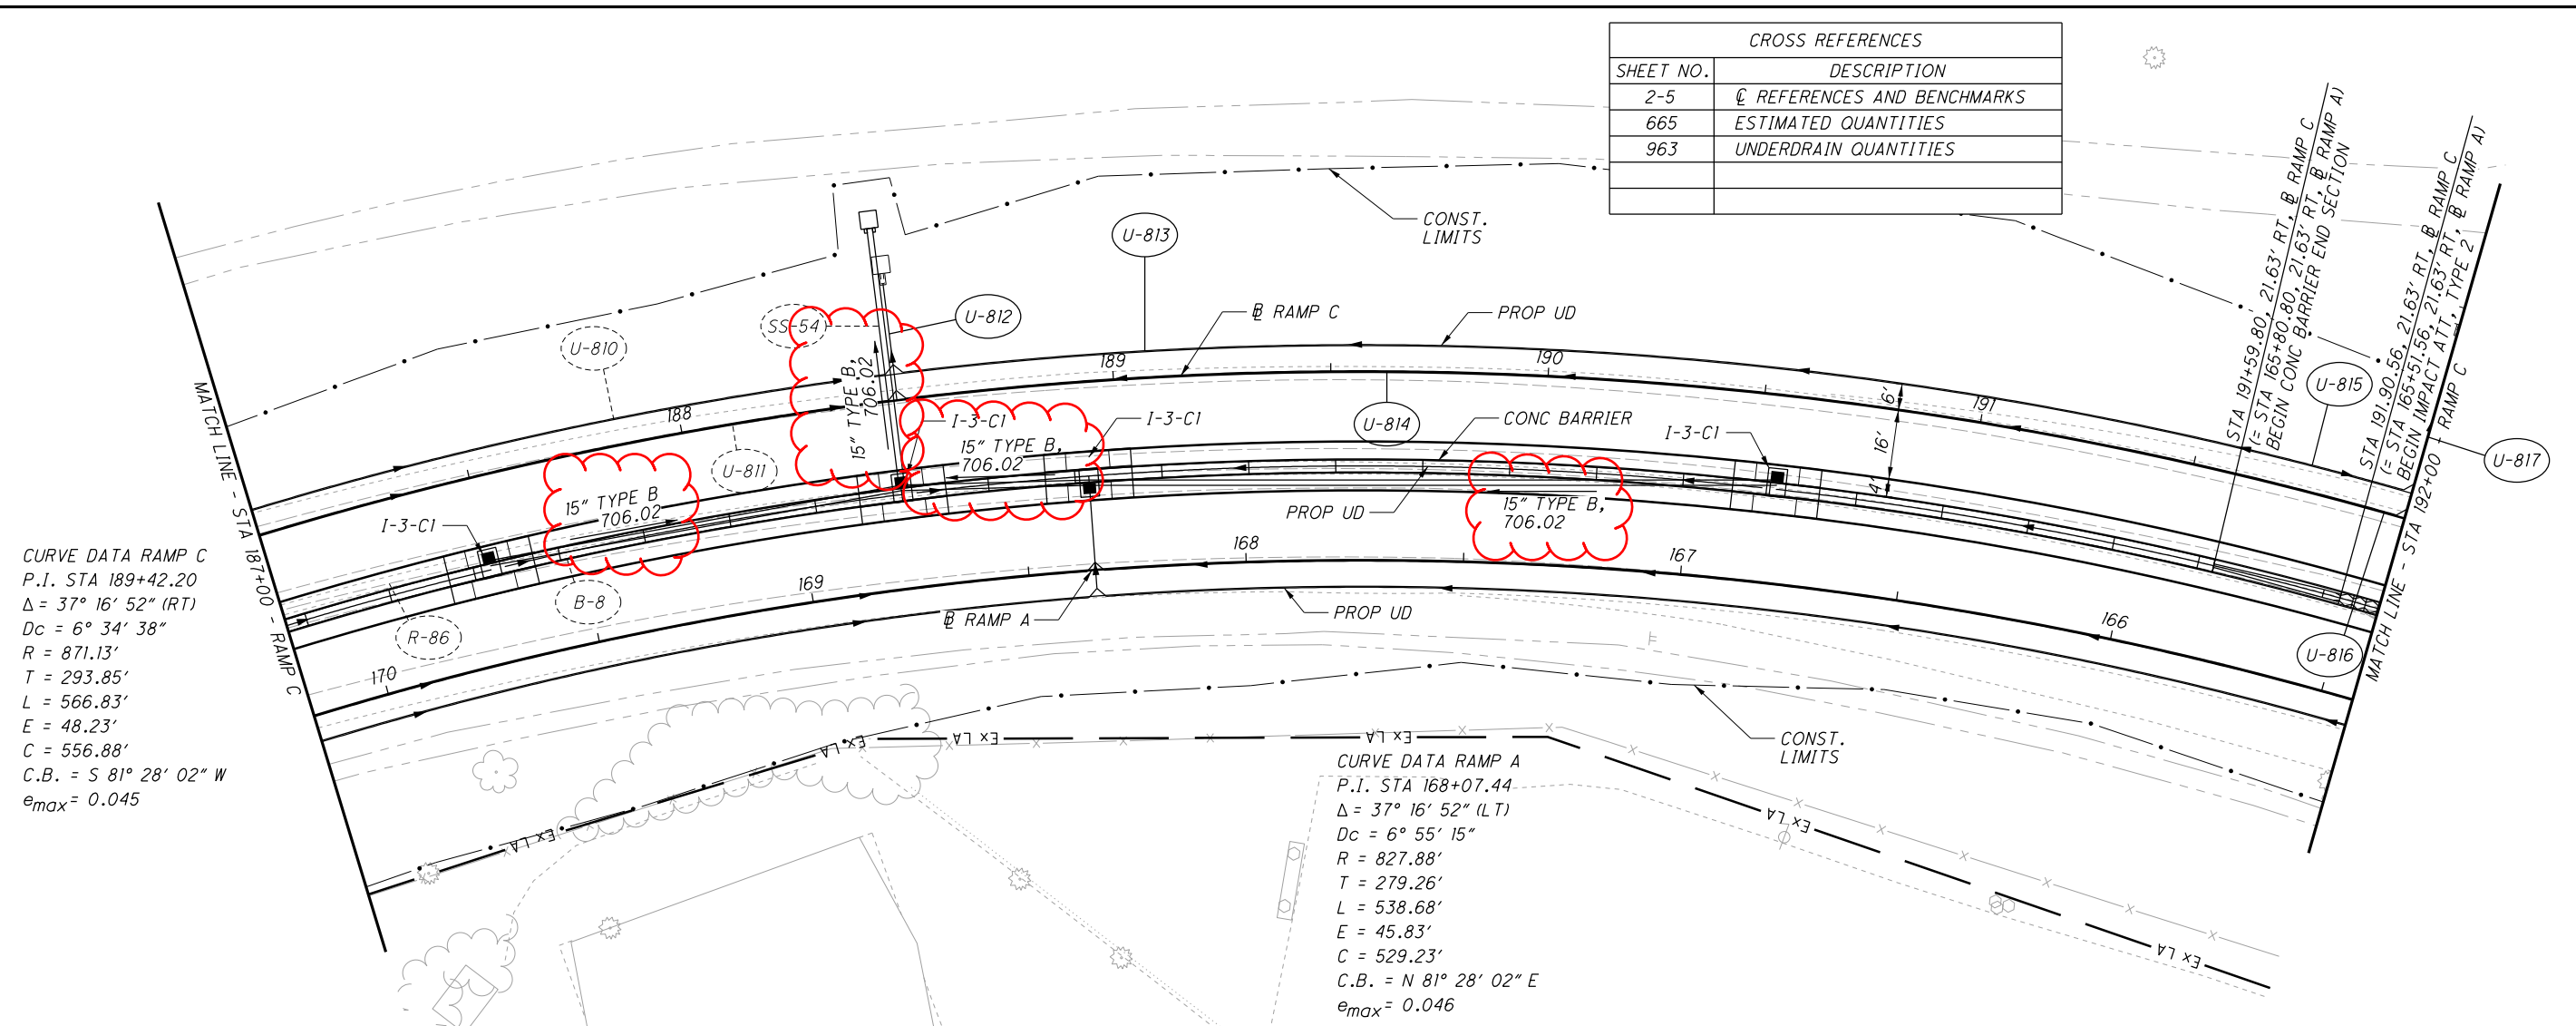 CROSS REFERENCES
SHEET NO. DESCRIPTION
2-5 ℄ REFERENCES AND BENCHMARKS
665 ESTIMATED QUANTITIES
963 UNDERDRAIN QUANTITIES
STA 191+59.80, 21.63' RT, ⅊ RAMP C
(= STA 165+80.80, 21.63' RT, ⅊ RAMP A)
BEGIN CONC BARRIER END SECTION
STA 191.90.56, 21.63' RT, ⅊ RAMP C
(= STA 165+51.56, 21.63' RT, ⅊ RAMP A)
BEGIN IMPACT ATT, TYPE 2
CONST.
LIMITS
U-813
U-812
SS-54
U-810
⅊ RAMP C
PROP UD
189
190
191
188
6'
16'
4'
U-815
U-817
U-814
CONC BARRIER
I-3-C1
I-3-C1
I-3-C1
15" TYPE B,
706.02
15" TYPE B,
706.02
U-811
MATCH LINE - STA 187+00 - RAMP C
15" TYPE B
706.02
I-3-C1
PROP UD
15" TYPE B,
706.02
B-8
R-86
168
167
169
166
170
⅊ RAMP A
PROP UD
U-816
MATCH LINE - STA 192+00 - RAMP C
CURVE DATA RAMP C
P.I. STA 189+42.20
Δ = 37° 16' 52" (RT)
Dc = 6° 34' 38"
R = 871.13'
T = 293.85'
L = 566.83'
E = 48.23'
C = 556.88'
C.B. = S 81° 28' 02" W
emax = 0.045
CONST.
LIMITS
Ex LA
Ex LA
Ex LA
Ex LA
Ex LA
Ex LA
Ex LA
CURVE DATA RAMP A
P.I. STA 168+07.44
Δ = 37° 16' 52" (LT)
Dc = 6° 55' 15"
R = 827.88'
T = 279.26'
L = 538.68'
E = 45.83'
C = 529.23'
C.B. = N 81° 28' 02" E
emax = 0.046